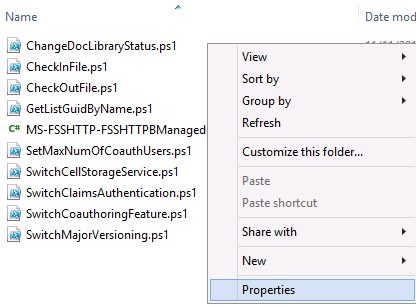 Name
Date mod
ChangeDocLibraryStatus.ps1
CheckInFile.ps1
CheckOutFile.ps1
GetListGuidByName.ps1
C# MS-FSSHTTP-FSSHTTPBManaged
SetMaxNumOfCoauthUsers.ps1
SwitchCellStorageService.ps1
SwitchClaimsAuthentication.ps1
SwitchCoauthoringFeature.ps1
SwitchMajorVersioning.ps1
View
Sort by
Group by
Refresh
Customize this folder...
Paste
Paste shortcut
Share with
New
Properties